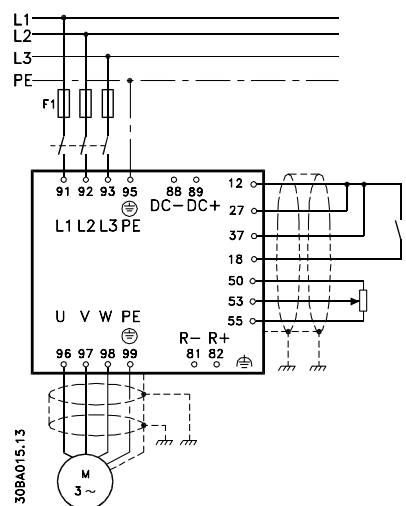 L1
L2
L3
PE
F1
91 92 93 95 88 89 12
DC- DC+
L1 L2 L3 PE
27
37
18
50
53
U V W PE
55
R- R+
96 97 98 99 81 82
M
3 ~
30BA015.13